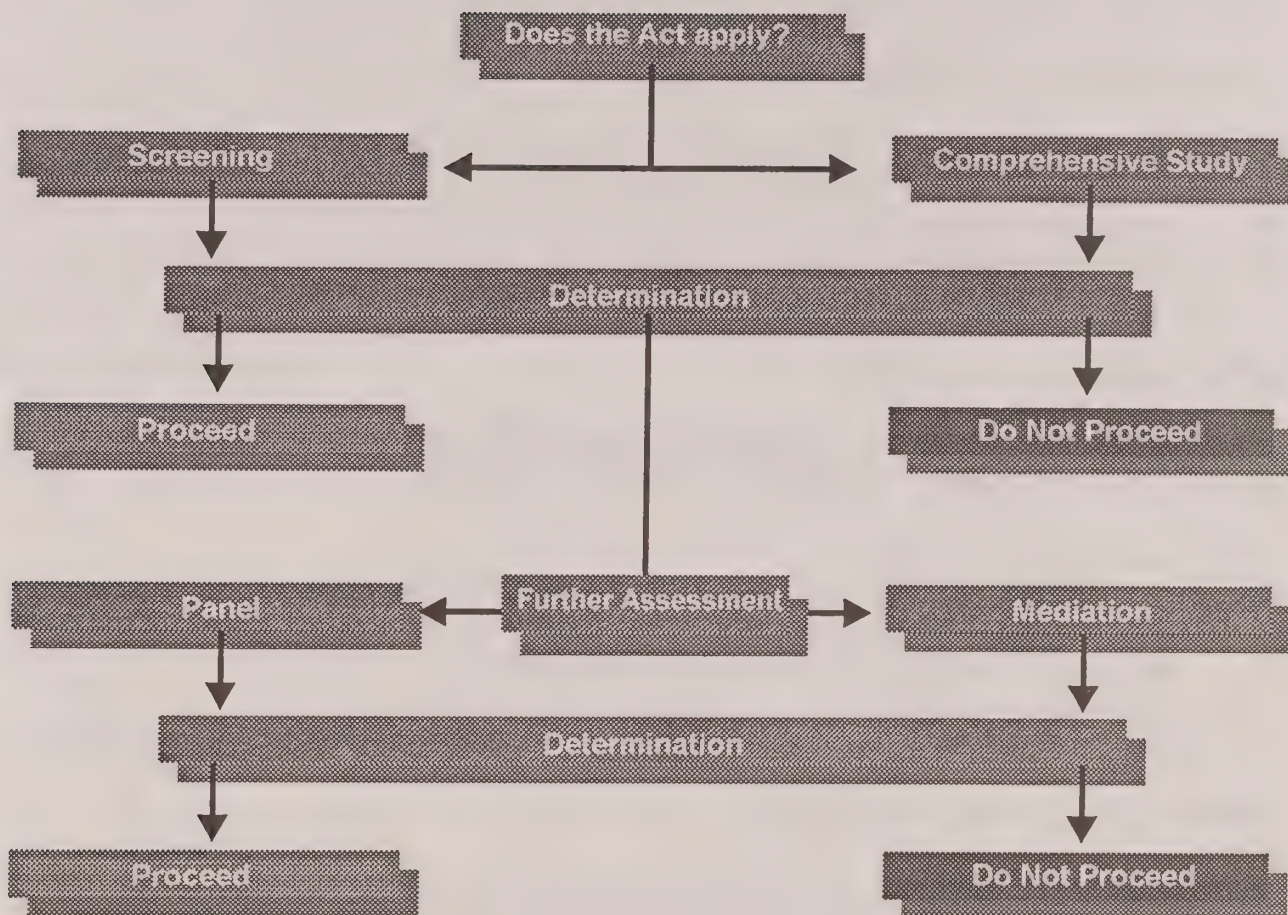 Does the Act apply?
Screening
Comprehensive Study
Determination
Proceed
Do Not Proceed
Panel
Further Assessment
Mediation
Determination
Proceed
Do Not Proceed